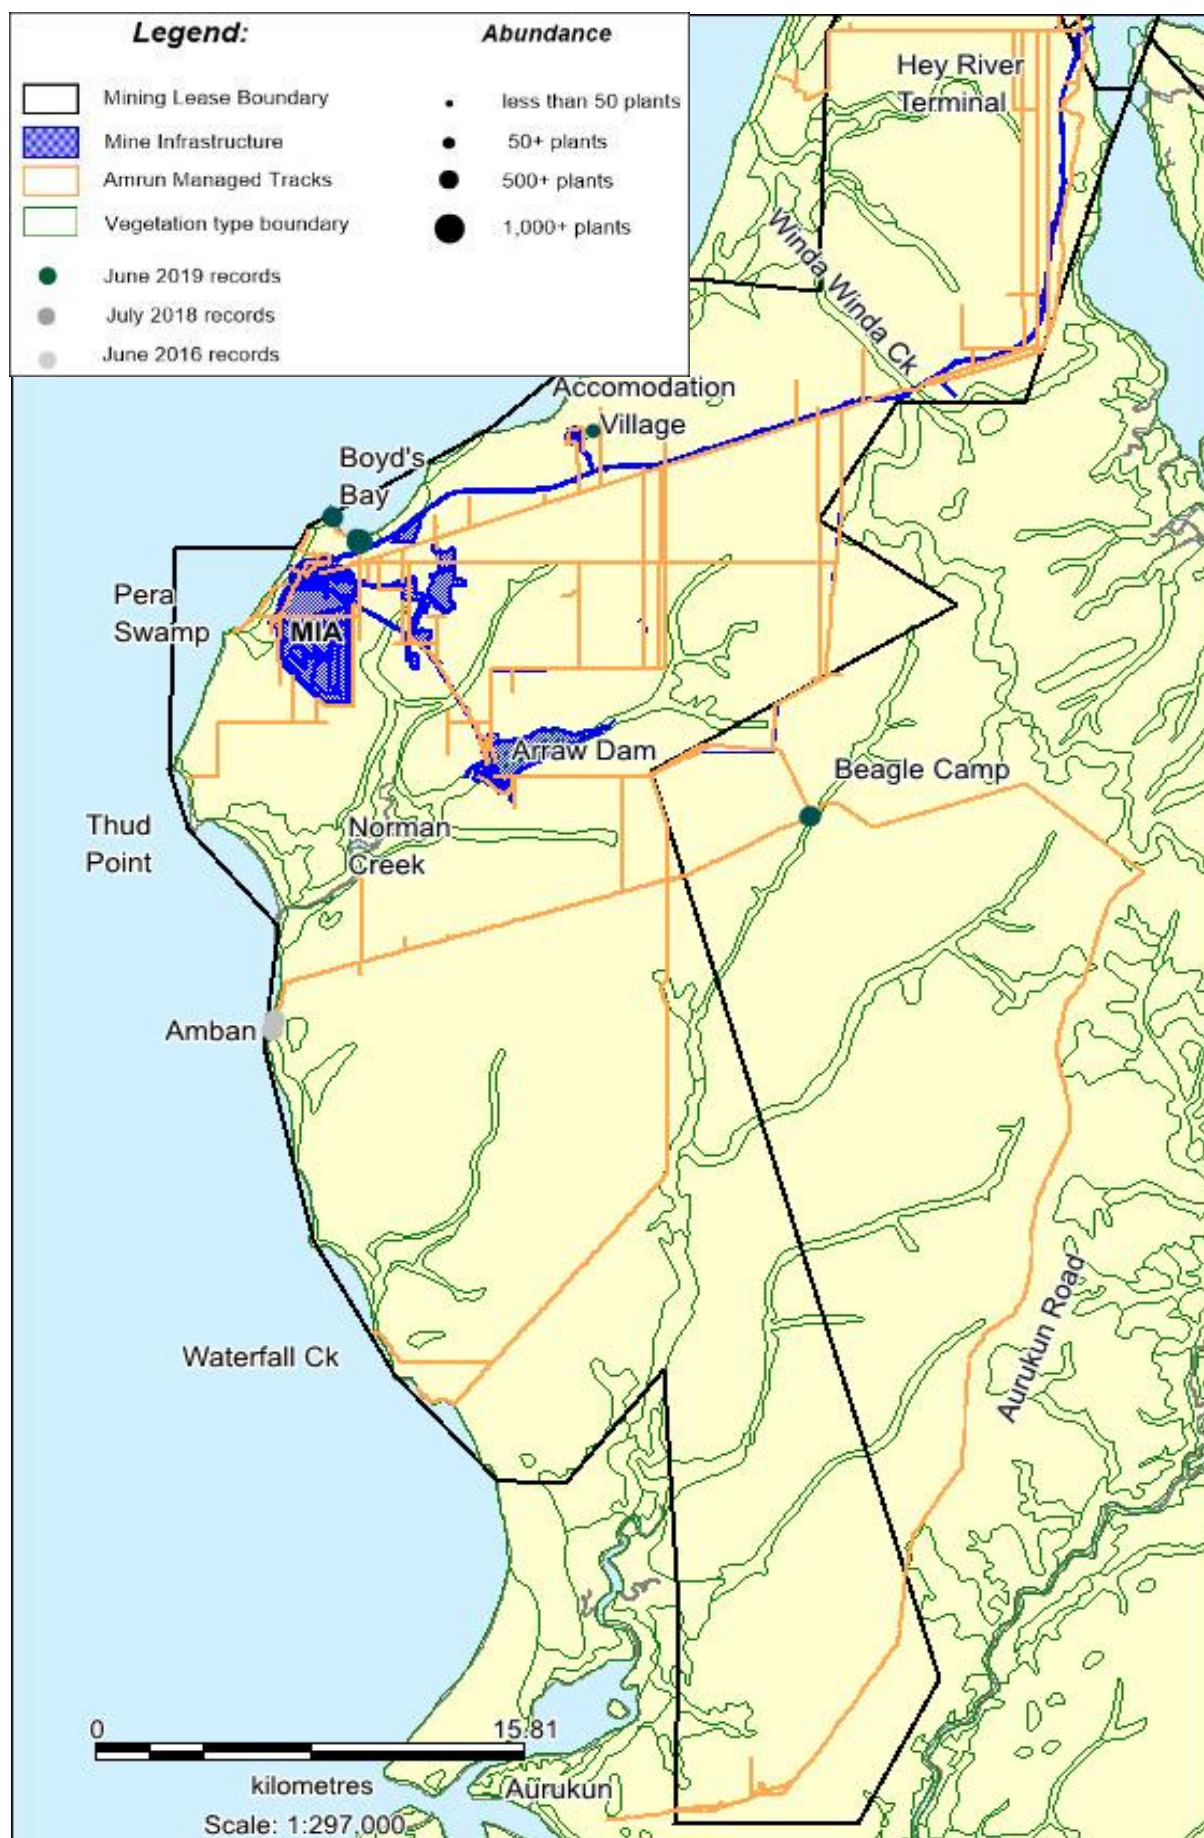 Legend:
Abundance
Mining Lease Boundary
less than 50 plants
Mine Infrastructure
50+ plants
Amrun Managed Tracks
500+ plants
Vegetation type boundary
1,000+ plants
June 2019 records
July 2018 records
June 2016 records
Hey River
Terminal
Winda Winda Ck
Accomodation
Village
Boyd's
Bay
Pera
Swamp
MIA
Arraw Dam
Beagle Camp
Thud
Point
Norman
Creek
Amban
Waterfall Ck
Aurukun Road
0
15.81
kilometres
Scale: 1:297,000
Aurukun